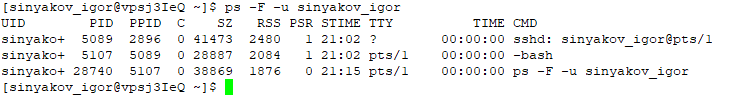 [sinyakov_igor@vpsj3IeQ ~]$ ps -F -u sinyakov_igor
UID        PID  PPID  C    SZ   RSS PSR STIME TTY          TIME CMD
sinyako+  5089  2896  0 41473  2480   1 21:02 ?        00:00:00 sshd: sinyakov_igor@pts/1
sinyako+  5107  5089  0 28887  2084   1 21:02 pts/1    00:00:00 -bash
sinyako+ 28740  5107  0 38869  1876   0 21:15 pts/1    00:00:00 ps -F -u sinyakov_igor
[sinyakov_igor@vpsj3IeQ ~]$